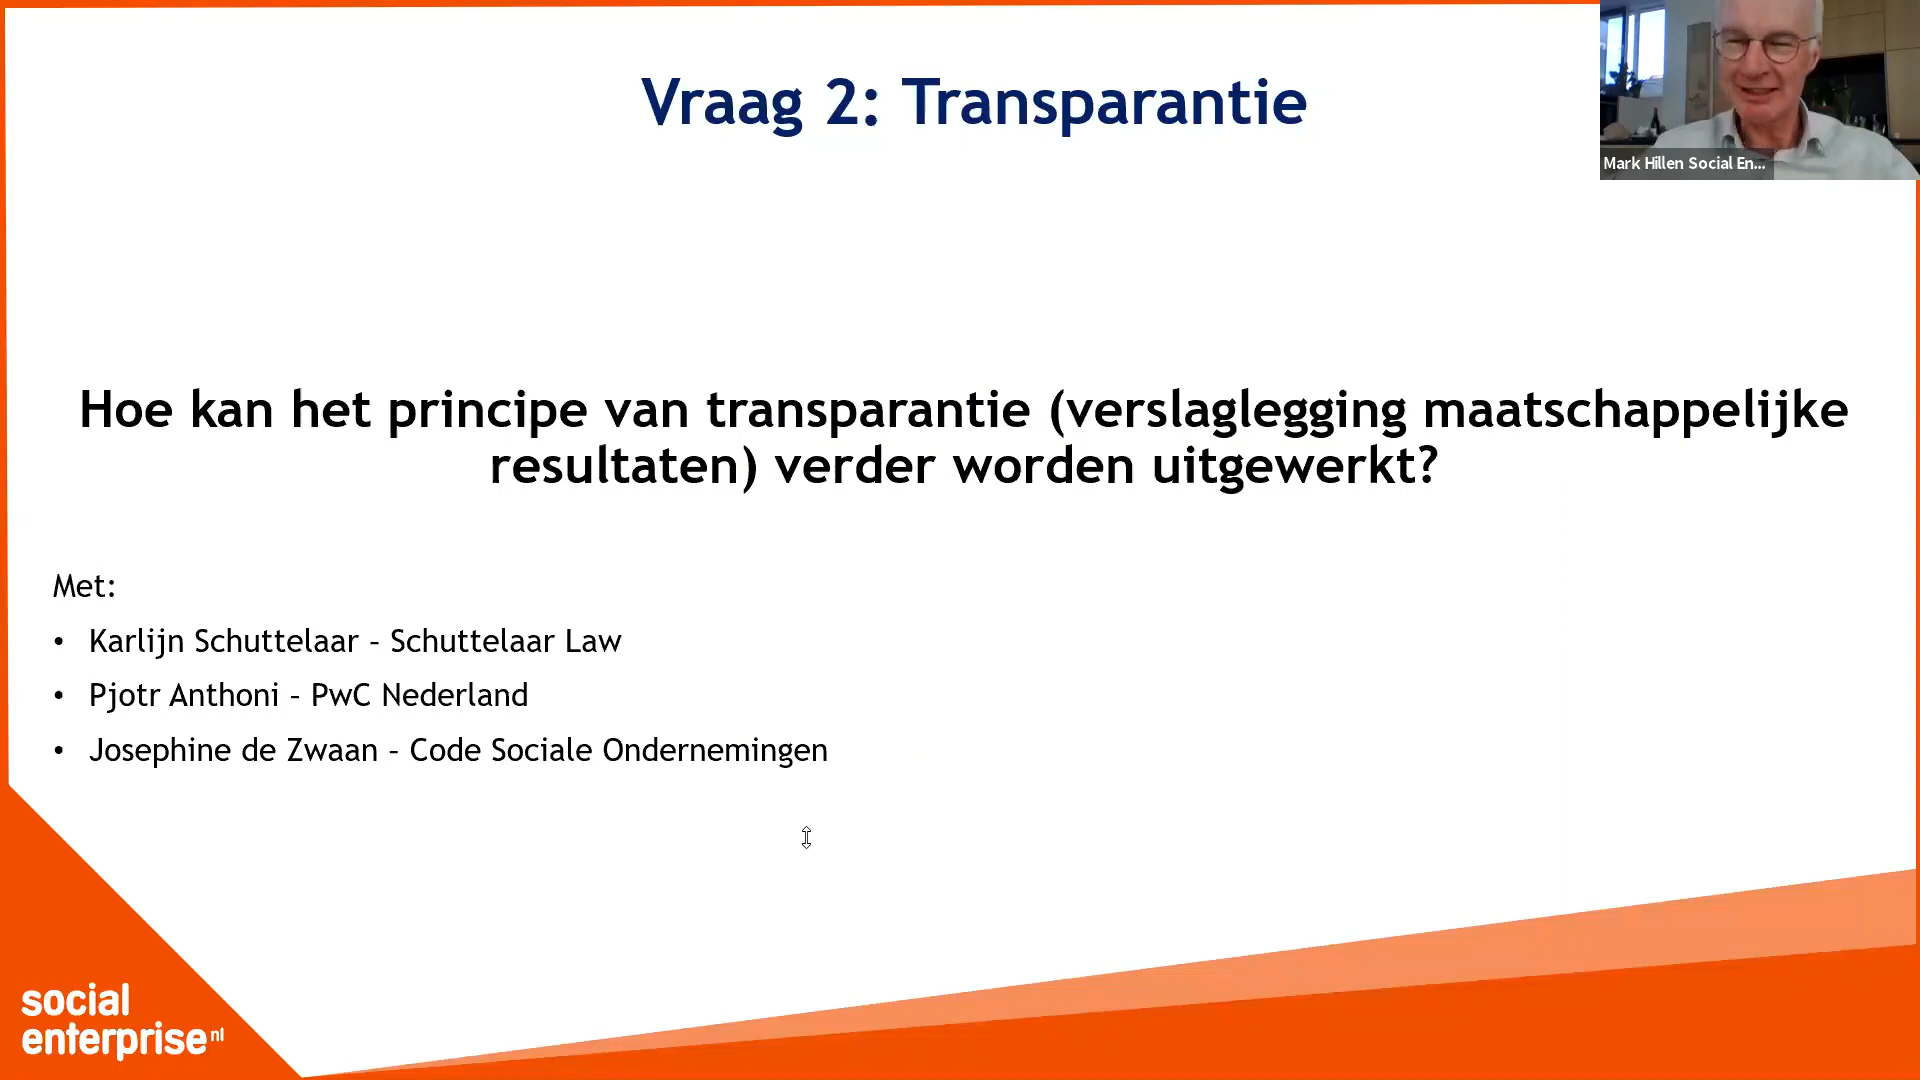 Vraag 2: Transparantie
Mark Hillen Social En...
Hoe kan het principe van transparantie (verslaglegging maatschappelijke
resultaten) verder worden uitgewerkt?
Met:
• Karlijn Schuttelaar – Schuttelaar Law
• Pjotr Anthoni – PwC Nederland
• Josephine de Zwaan – Code Sociale Ondernemingen
social
enterprise nl